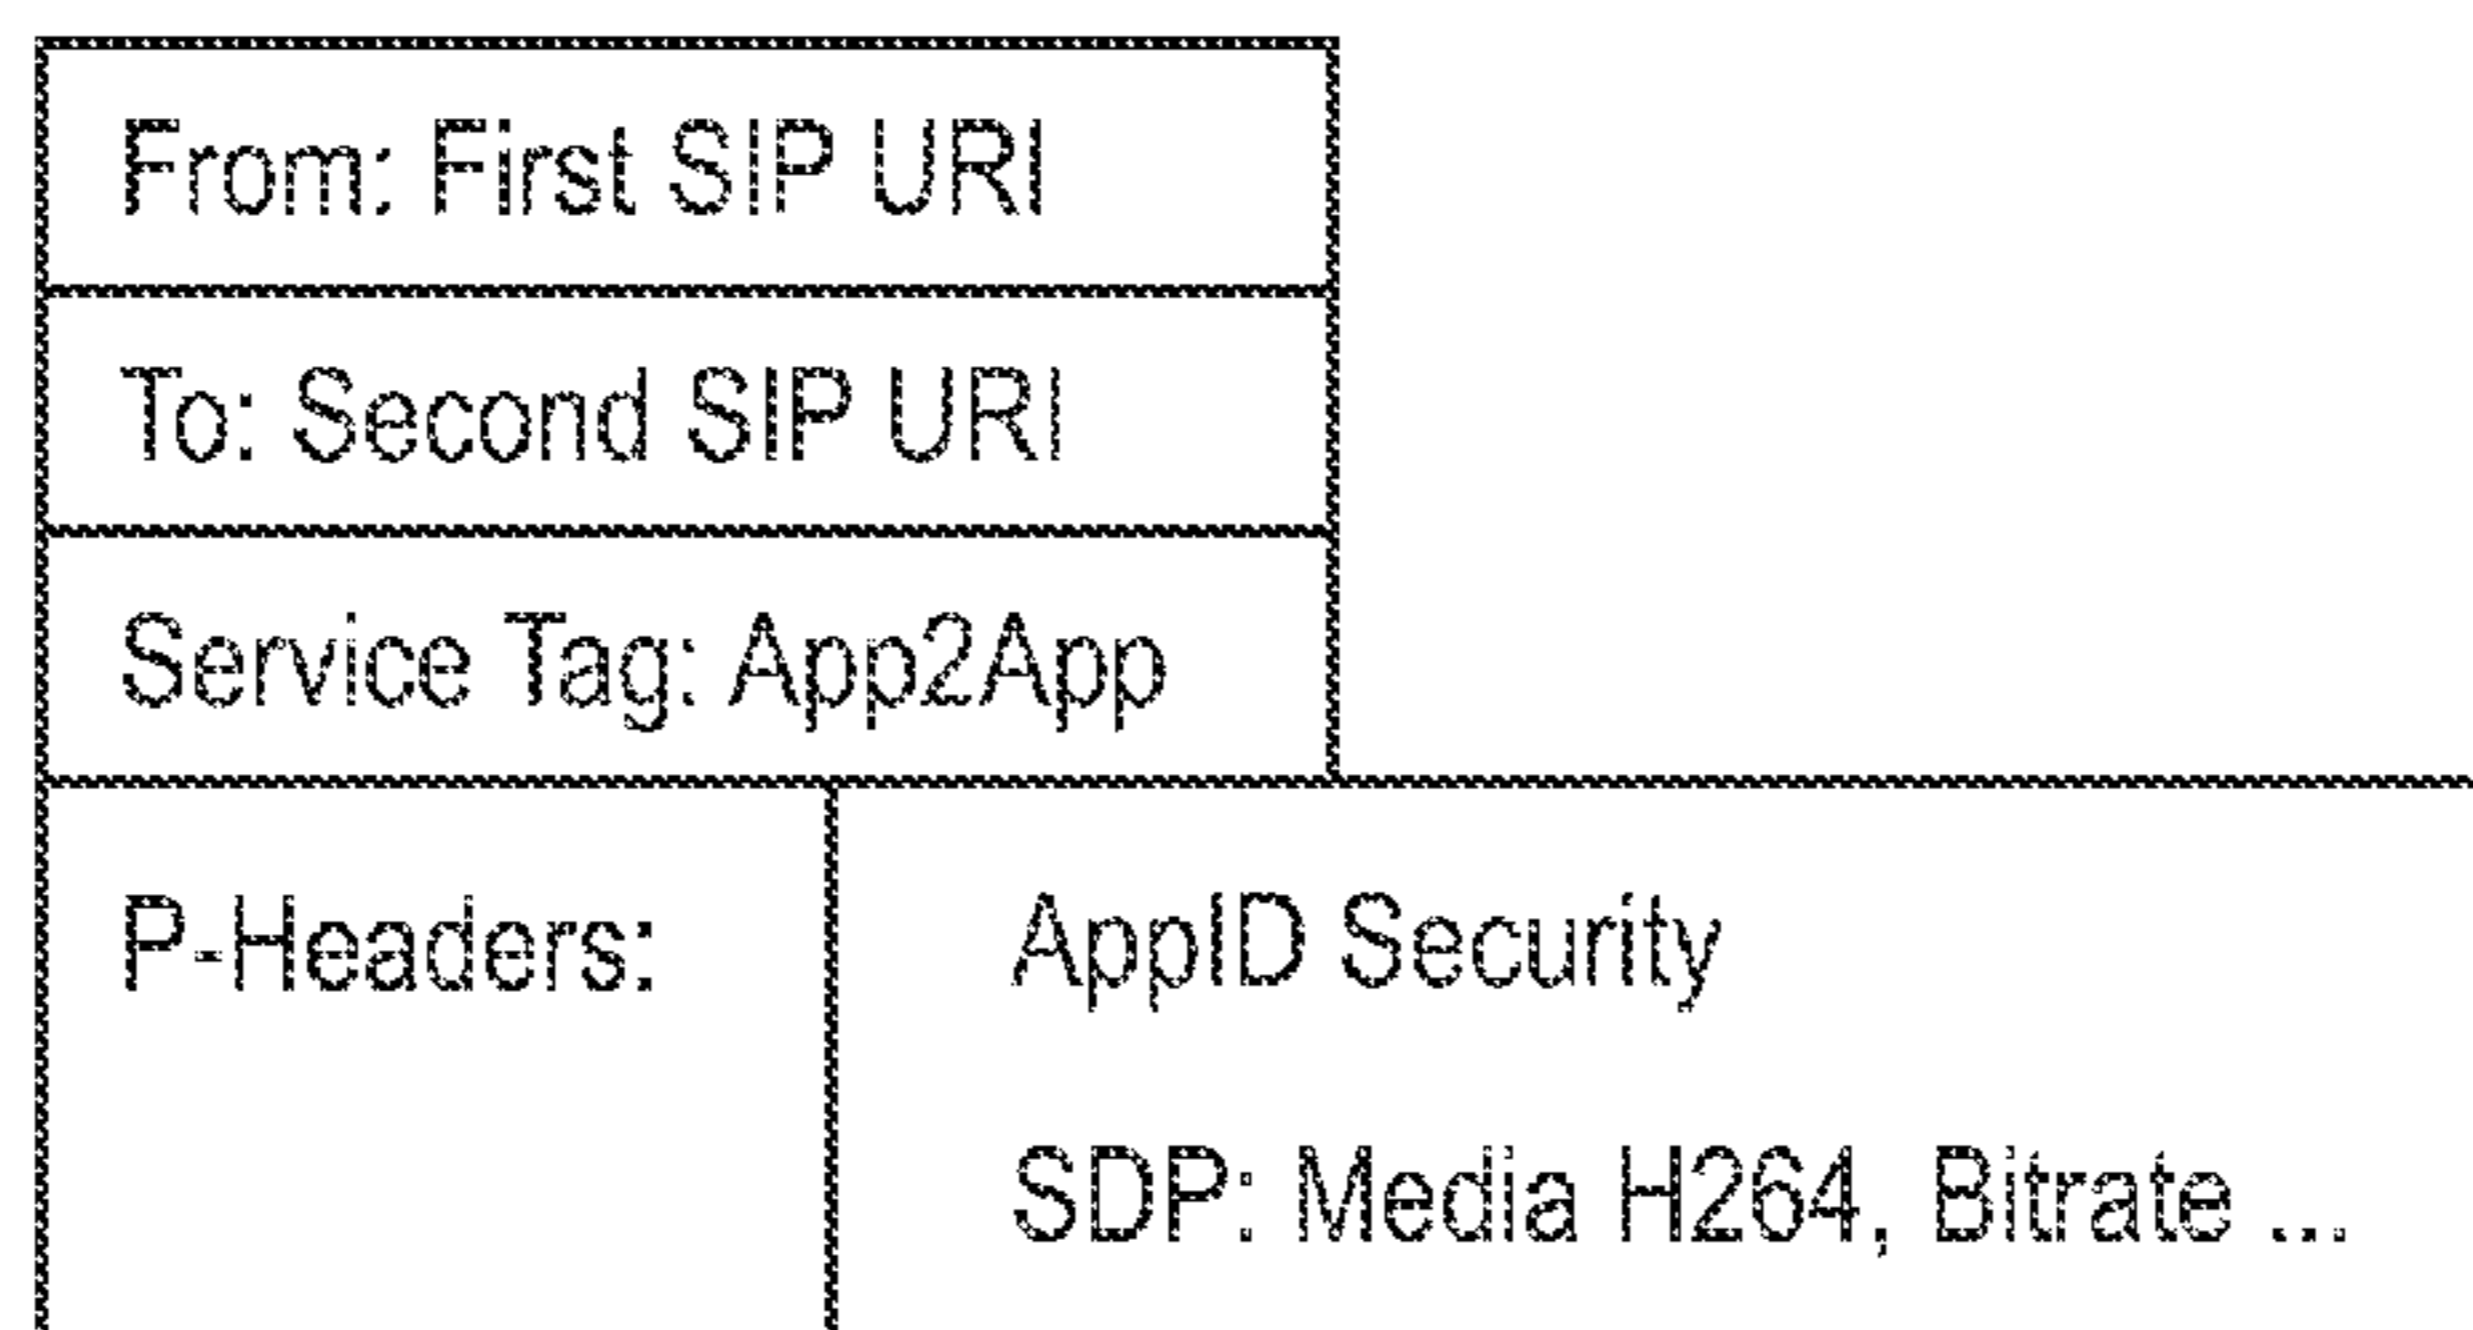 From: First SIP URI
To: Second SIP URI
Service Tag: App2App
P-Headers:
AppID Security
SDP: Media H264, Bitrate ...